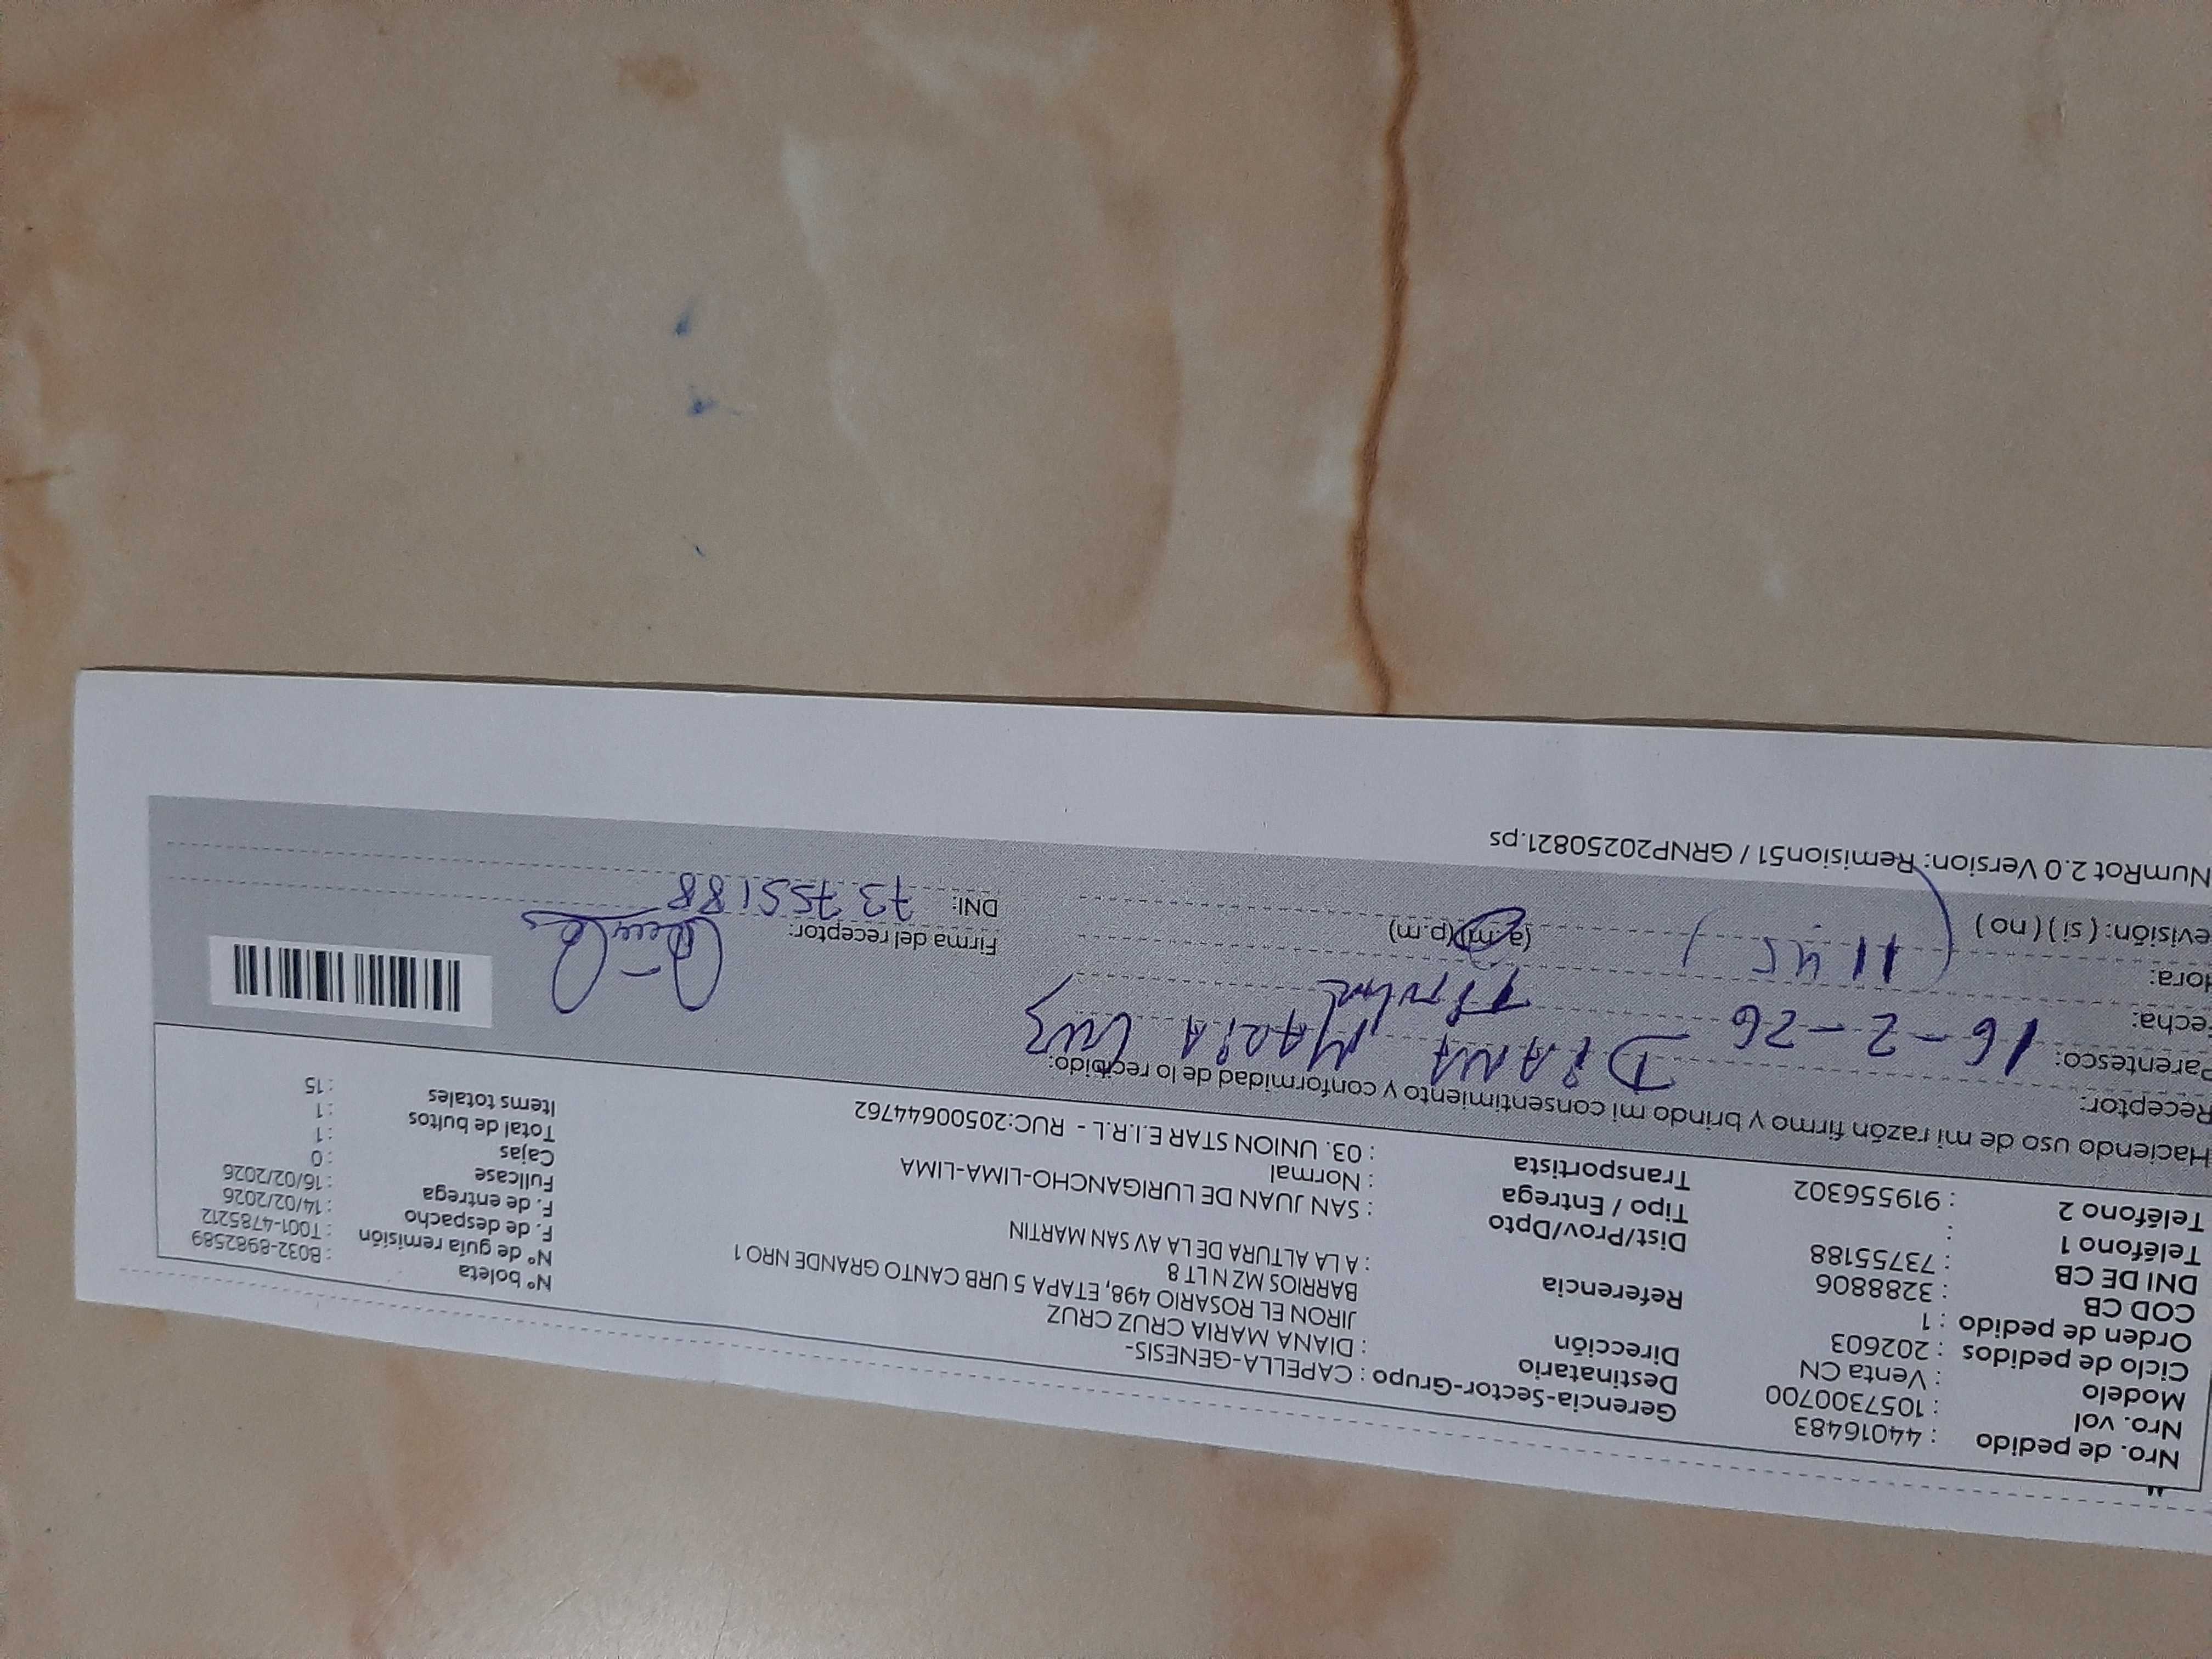 Nro. de pedido : 44016483
Nro. vol : 1057300700
Modelo : Venta CN
Ciclo de pedidos : 202603
Orden de pedido : 1
COD CB : 3288806
DNI DE CB : 73755188
Teléfono 1 :
Teléfono 2 : 919556302
Gerencia-Sector-Grupo : CAPELLA-GENESIS-
Destinatario : DIANA MARIA CRUZ CRUZ
Dirección JIRON EL ROSARIO 498, ETAPA 5 URB CANTO GRANDE NRO 1
BARRIOS MZ N LT 8
Referencia : A LA ALTURA DE LA AV SAN MARTIN
Dist/Prov/Dpto : SAN JUAN DE LURIGANCHO-LIMA-LIMA
Tipo / Entrega : Normal
Transportista : 03. UNION STAR E.I.R.L - RUC:20500644762
Nº boleta : B032-8982589
Nº de guía remisión : T001-4785212
F. de despacho : 14/02/2026
F. de entrega : 16/02/2026
Fullcase : 0
Cajas : 1
Total de bultos : 1
Items totales : 15
Haciendo uso de mi razón firmo y brindo mi consentimiento y conformidad de lo recibido:
Receptor: DIANA MARIA
Parentesco:
Fecha: 16-2-26
Hora: 11 45 (a.m)(p.m)
evisión: (si) (no)
Firma del receptor:
DNI: 73755188
NumRot 2.0 Version: Remision51 / GRNP20250821.ps